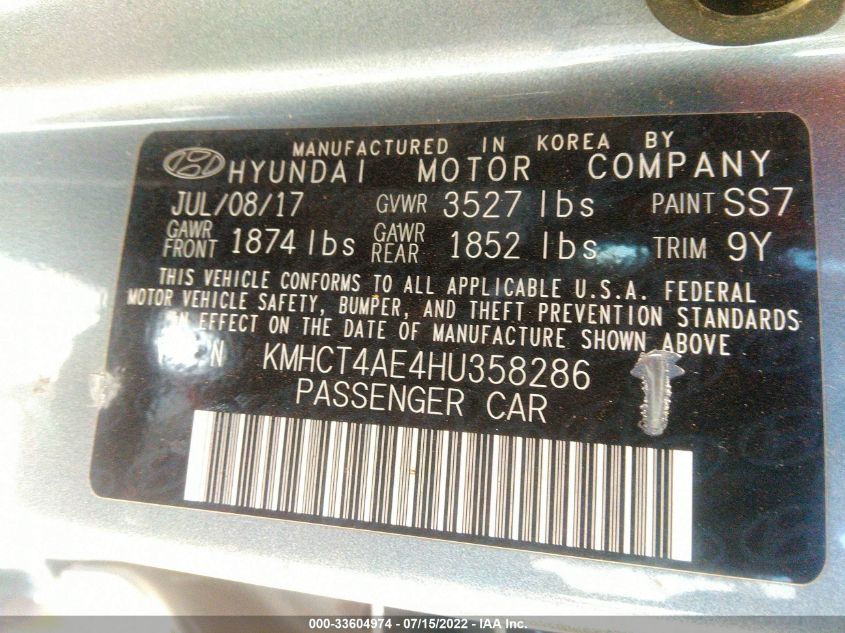 MANUFACTURED IN KOREA BY
HYUNDAI MOTOR COMPANY
JUL/08/17 GVWR 3527 lbs PAINT SS7
GAWR FRONT 1874 lbs GAWR REAR 1852 lbs TRIM 9Y
THIS VEHICLE CONFORMS TO ALL APPLICABLE U.S.A. FEDERAL
MOTOR VEHICLE SAFETY, BUMPER, AND THEFT PREVENTION STANDARDS
IN EFFECT ON THE DATE OF MANUFACTURE SHOWN ABOVE
KMHCT4AE4HU358286
PASSENGER CAR
000-33604974 - 07/15/2022 - IAA Inc.